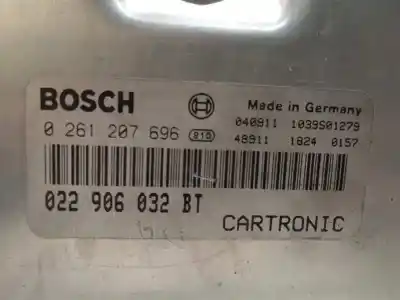 BOSCH
Made in Germany
0 261 207 696
040911 1039S01279
48911 1824 0157
022 906 032 BT
CARTRONIC